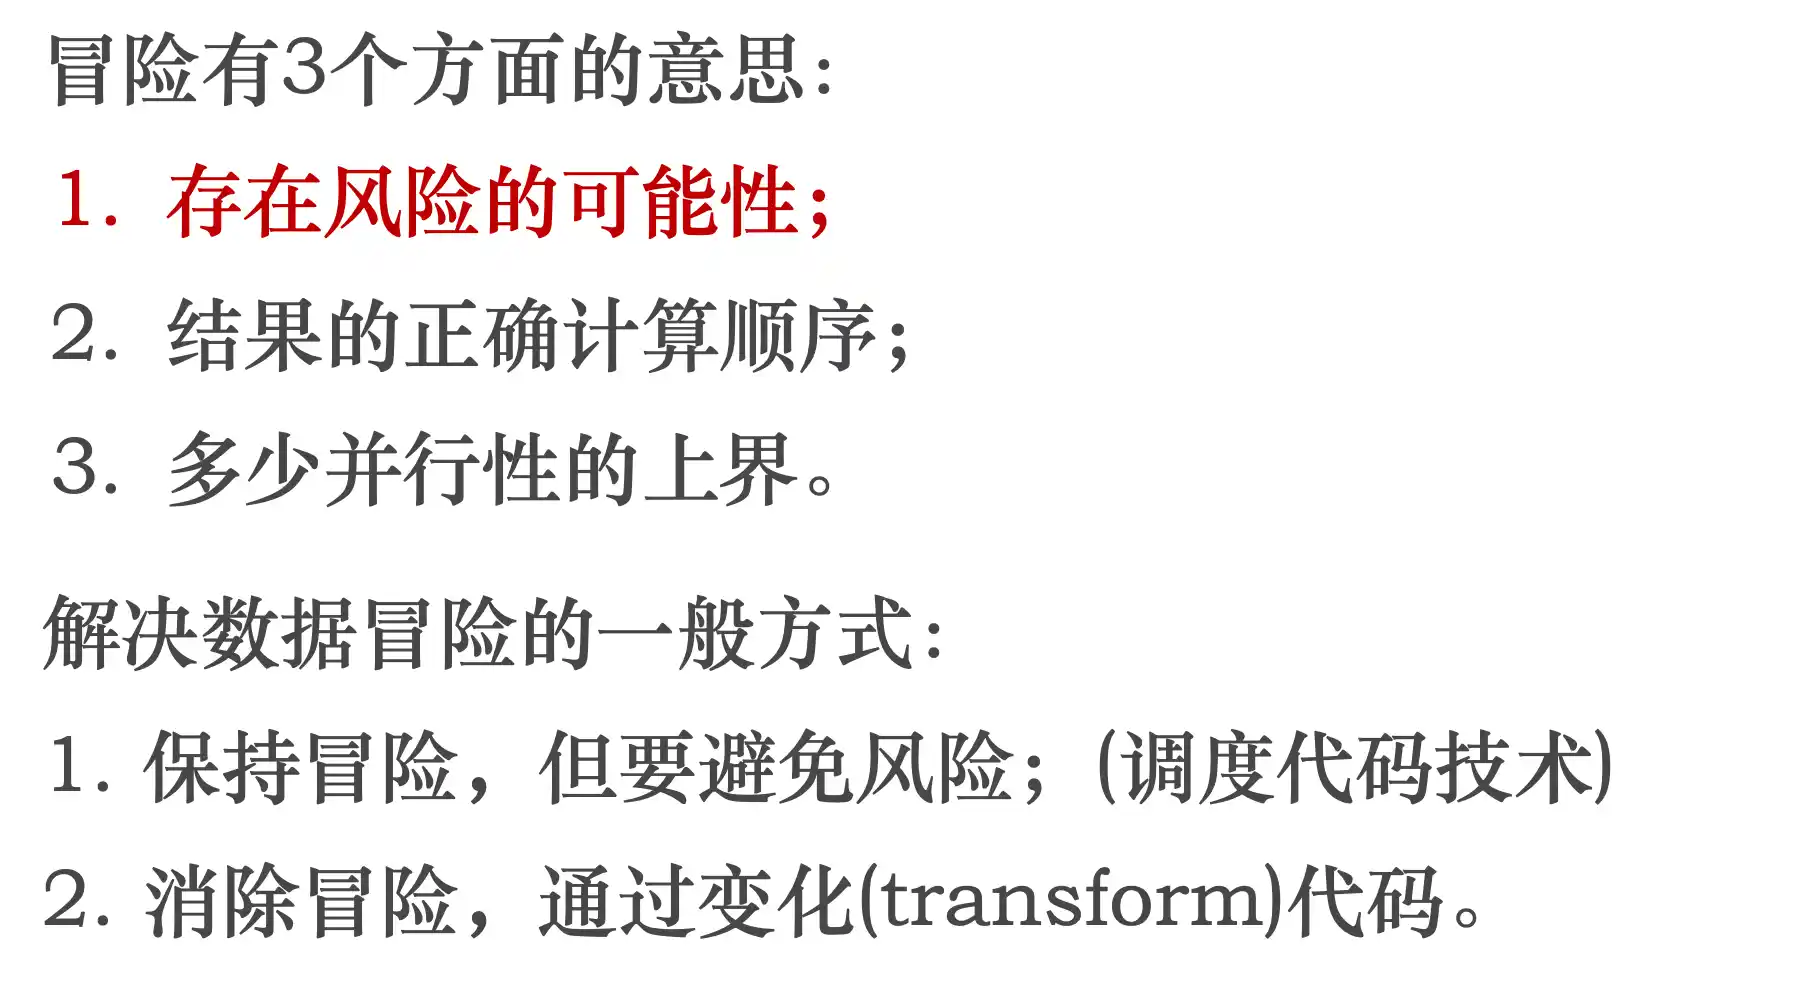 冒险有3个方面的意思：
1. 存在风险的可能性；
2. 结果的正确计算顺序；
3. 多少并行性的上界。
解决数据冒险的一般方式：
1. 保持冒险，但要避免风险；(调度代码技术)
2. 消除冒险，通过变化(transform)代码。